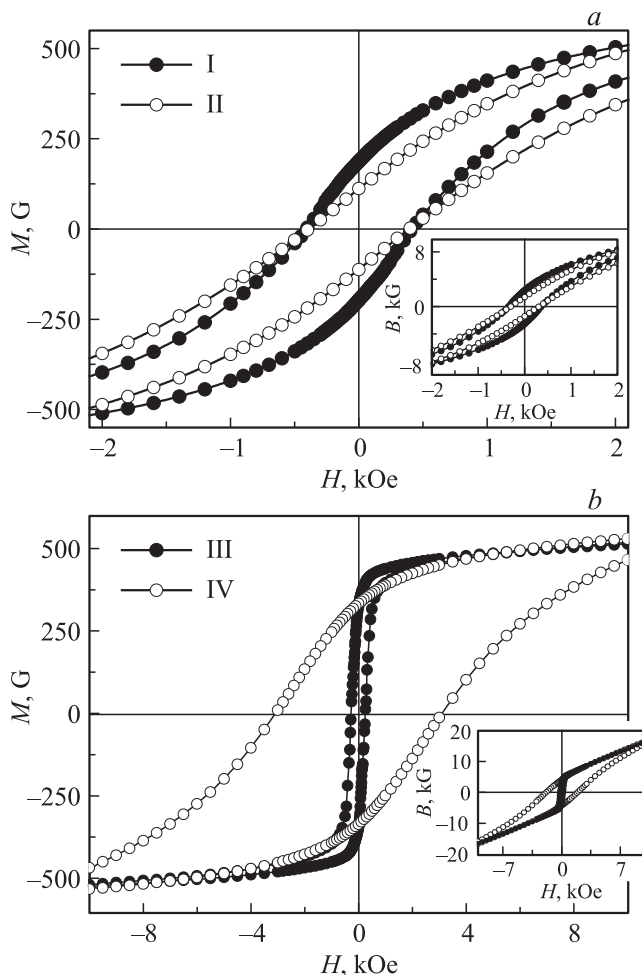 a
500
250
0
–250
–500
M, G
I
II
8
0
–8
B, kG
–2 –1 0 1 2
H, kOe
–2 –1 0 1 2
H, kOe
b
500
250
0
–250
–500
M, G
III
IV
20
10
0
–10
–20
B, kG
–7 0 7
H, kOe
–8 –4 0 4 8
H, kOe